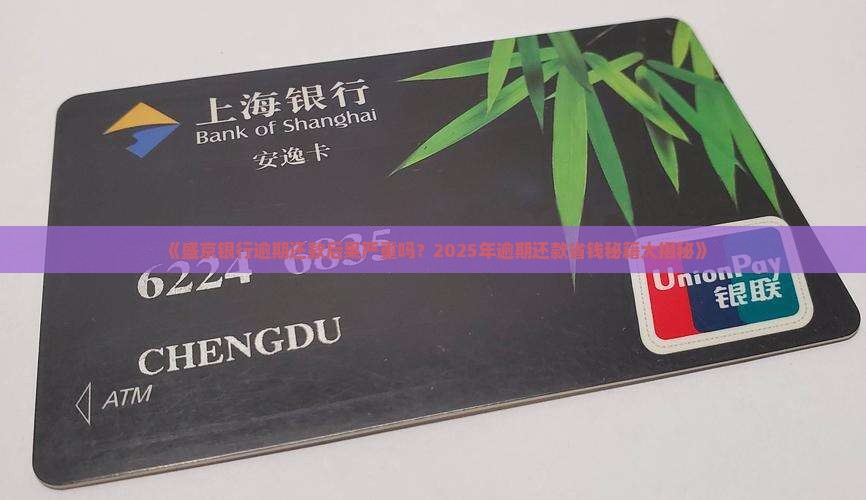 上海银行
Bank of Shanghai
安逸卡
《盛京银行逾期还款后果严重吗？2025年逾期还款省钱秘籍大揭秘》
6224 6835
UnionPay
银联
CHENGDU
ATM